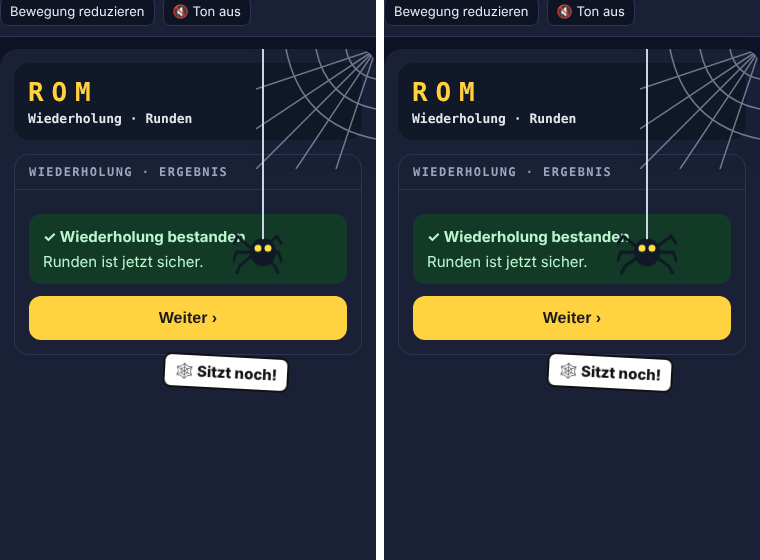 Bewegung reduzieren 🔇 Ton aus
ROM
Wiederholung · Runden
WIEDERHOLUNG · ERGEBNIS
✓ Wiederholung bestanden
Runden ist jetzt sicher.
Weiter ›
🕸️ Sitzt noch!
Bewegung reduzieren 🔇 Ton aus
ROM
Wiederholung · Runden
WIEDERHOLUNG · ERGEBNIS
✓ Wiederholung bestanden
Runden ist jetzt sicher.
Weiter ›
🕸️ Sitzt noch!